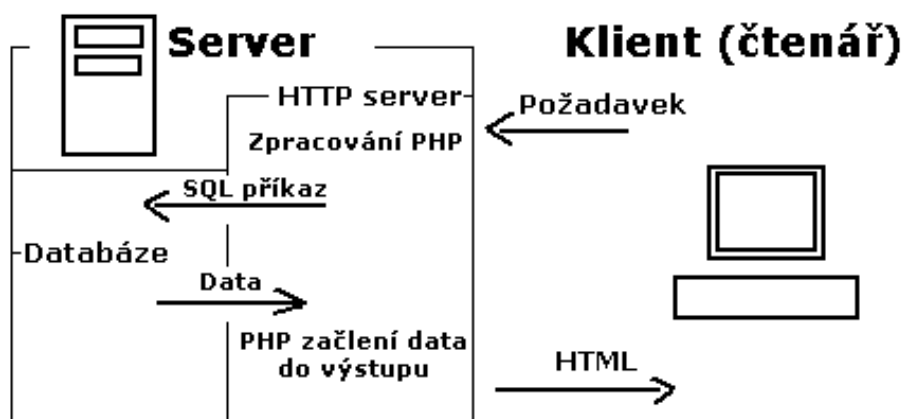 Server
Klient (čtenář)
HTTP server
Požadavek
Zpracování PHP
SQL příkaz
Databáze
Data
PHP začlení data
do výstupu
HTML